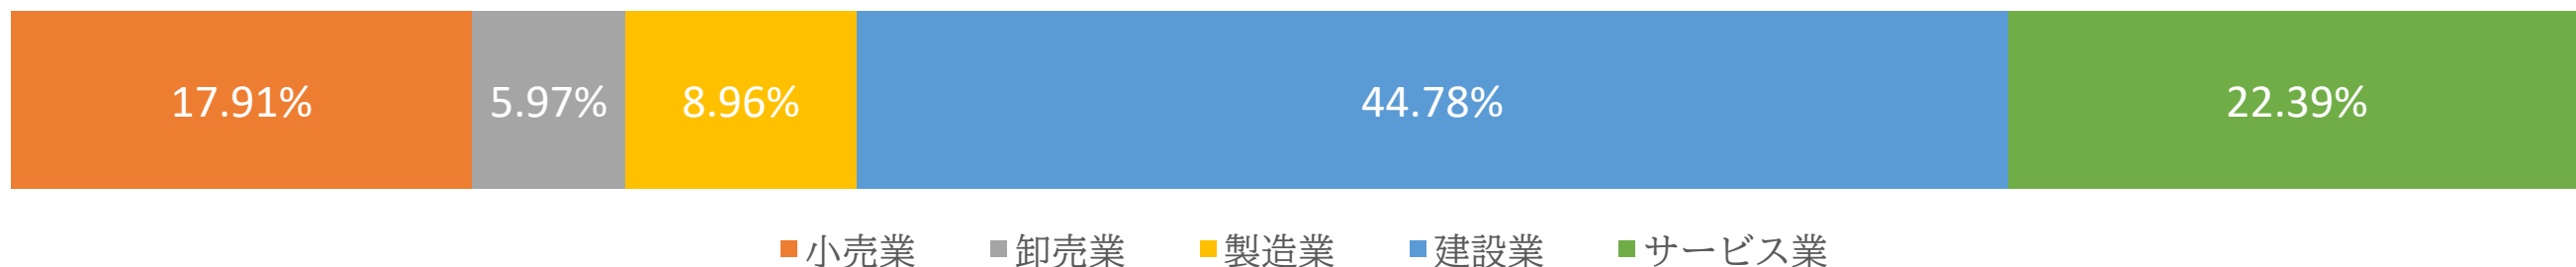 17.91% 5.97% 8.96% 44.78% 22.39%
小売業 卸売業 製造業 建設業 サービス業